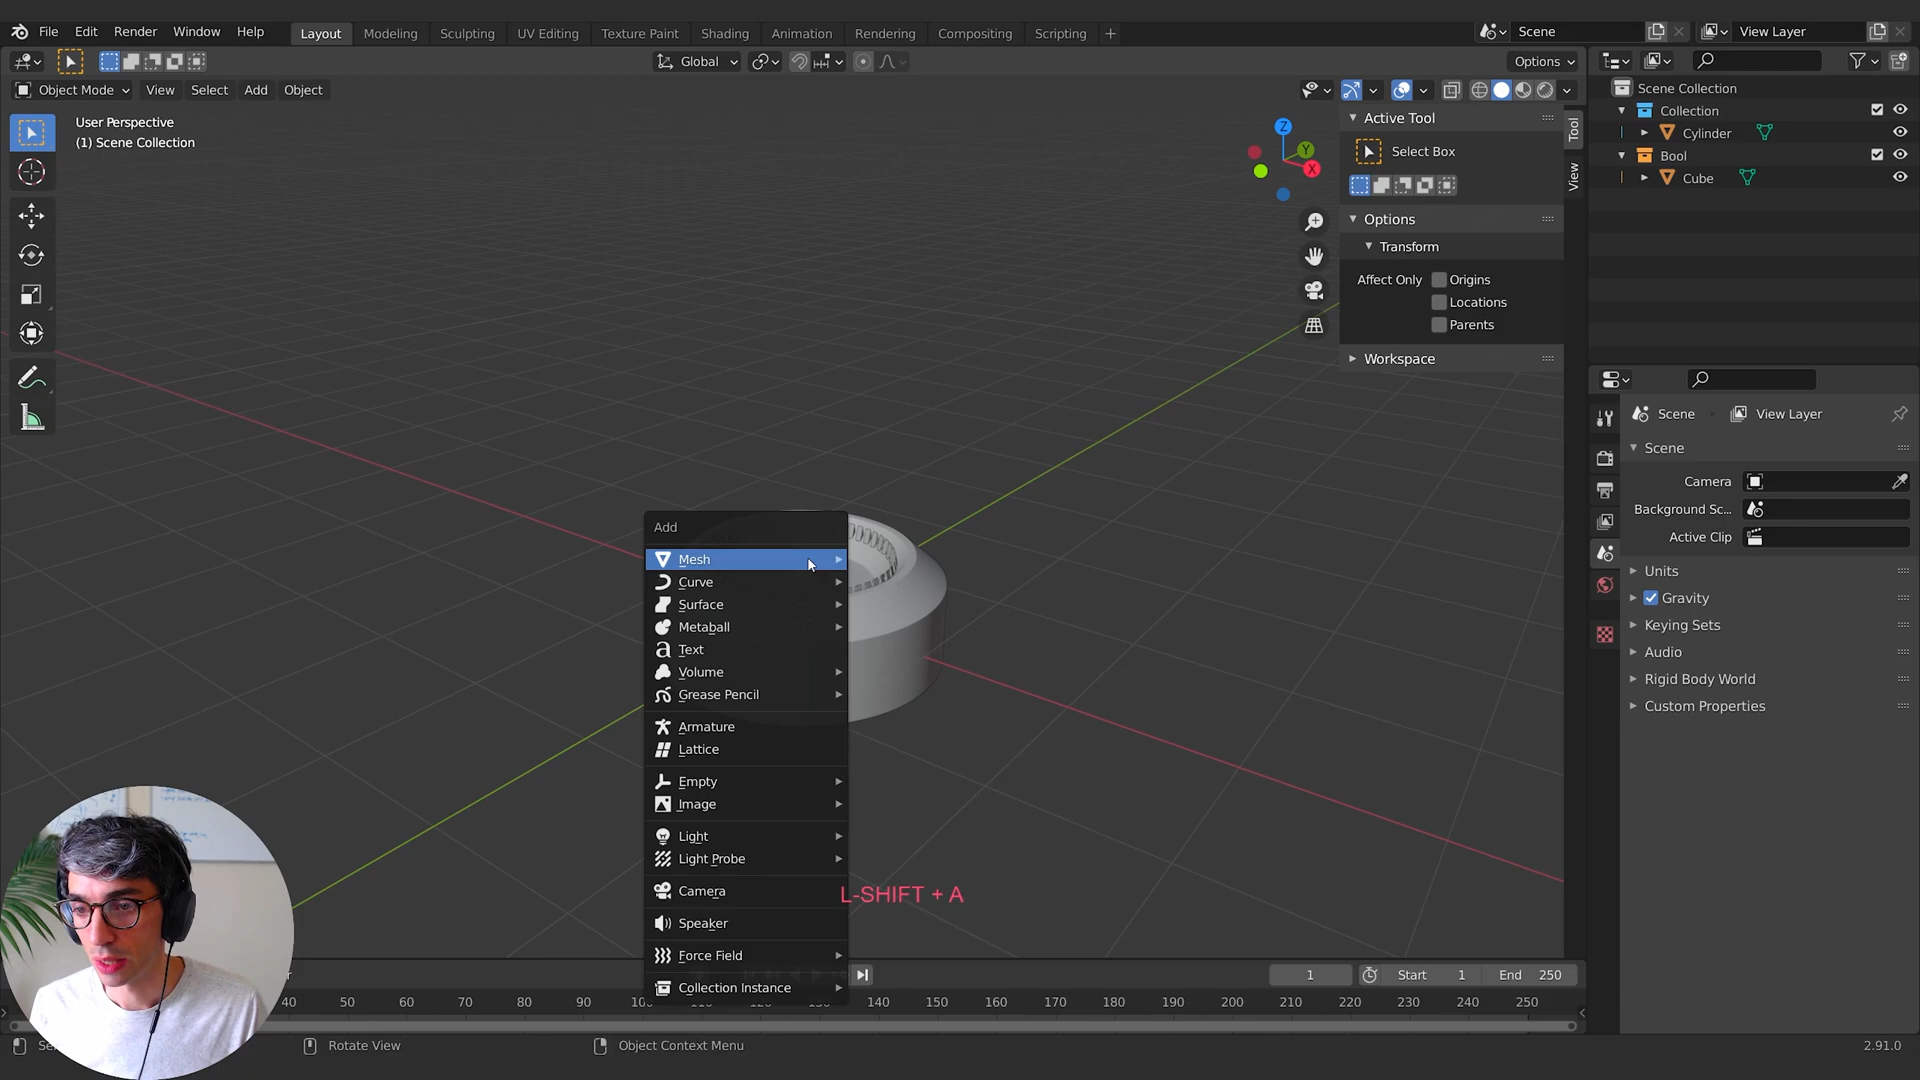 File Edit Render Window Help Layout Modeling Sculpting UV Editing Texture Paint Shading Animation Rendering Compositing Scripting + Scene View Layer
Global Options
Object Mode View Select Add Object
User Perspective
(1) Scene Collection
Z
Y
X
Active Tool
Select Box
Options
Transform
Affect Only Origins
Locations
Parents
Workspace
Tool
View
Scene Collection
Collection
Cylinder
Bool
Cube
Scene View Layer
Scene
Camera
Background Sc...
Active Clip
Units
Gravity
Keying Sets
Audio
Rigid Body World
Custom Properties
Add
Mesh
Curve
Surface
Metaball
Text
Volume
Grease Pencil
Armature
Lattice
Empty
Image
Light
Light Probe
Camera
Speaker
Force Field
Collection Instance
L-SHIFT + A
1 Start 1 End 250
40 50 60 70 80 90 100 110 120 130 140 150 160 170 180 190 200 210 220 230 240 250
Rotate View Object Context Menu 2.91.0